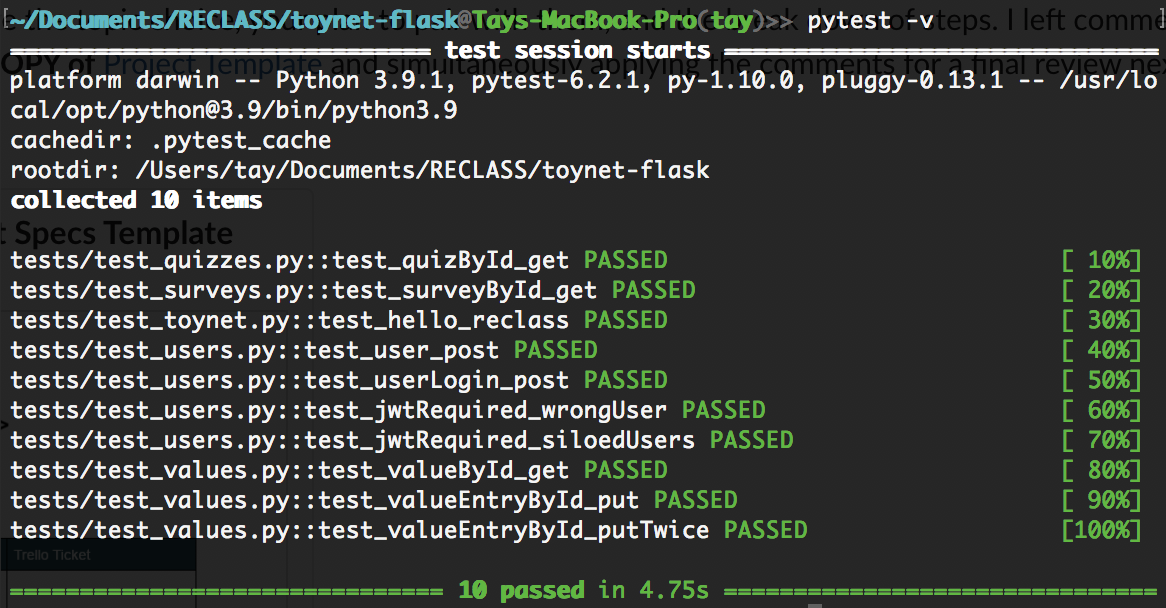 [~/Documents/RECLASS/toynet-flask@Tays-MacBook-Pro(tay)>> pytest -v
============================== test session starts ===============================
platform darwin -- Python 3.9.1, pytest-6.2.1, py-1.10.0, pluggy-0.13.1 -- /usr/lo
cal/opt/python@3.9/bin/python3.9
cachedir: .pytest_cache
rootdir: /Users/tay/Documents/RECLASS/toynet-flask
collected 10 items
Specs Template
tests/test_quizzes.py::test_quizById_get PASSED [ 10%]
tests/test_surveys.py::test_surveyById_get PASSED [ 20%]
tests/test_toynet.py::test_hello_reclass PASSED [ 30%]
tests/test_users.py::test_user_post PASSED [ 40%]
tests/test_users.py::test_userLogin_post PASSED [ 50%]
tests/test_users.py::test_jwtRequired_wrongUser PASSED [ 60%]
tests/test_users.py::test_jwtRequired_siloedUsers PASSED [ 70%]
tests/test_values.py::test_valueById_get PASSED [ 80%]
tests/test_values.py::test_valueEntryById_put PASSED [ 90%]
tests/test_values.py::test_valueEntryById_putTwice PASSED [100%]
Trello Ticket
=============================== 10 passed in 4.75s ===============================